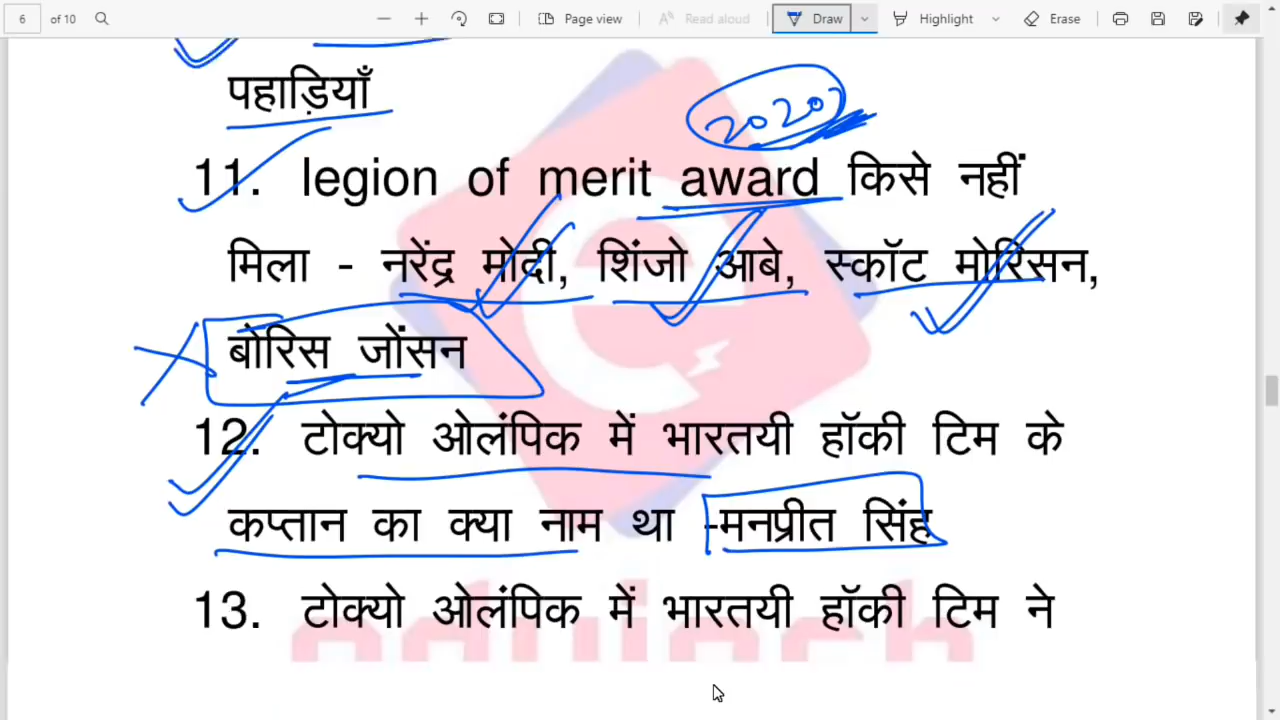 6 of 10 Page view Read aloud Draw Highlight Erase
पहाड़ियाँ
2020
11. legion of merit award किसे नहीं
मिला - नरेंद्र मोदी, शिंजो आबे, स्कॉट मोरिसन,
बोरिस जोंसन
12. टोक्यो ओलंपिक में भारतयी हॉकी टिम के
कप्तान का क्या नाम था -मनप्रीत सिंह
13. टोक्यो ओलंपिक में भारतयी हॉकी टिम ने